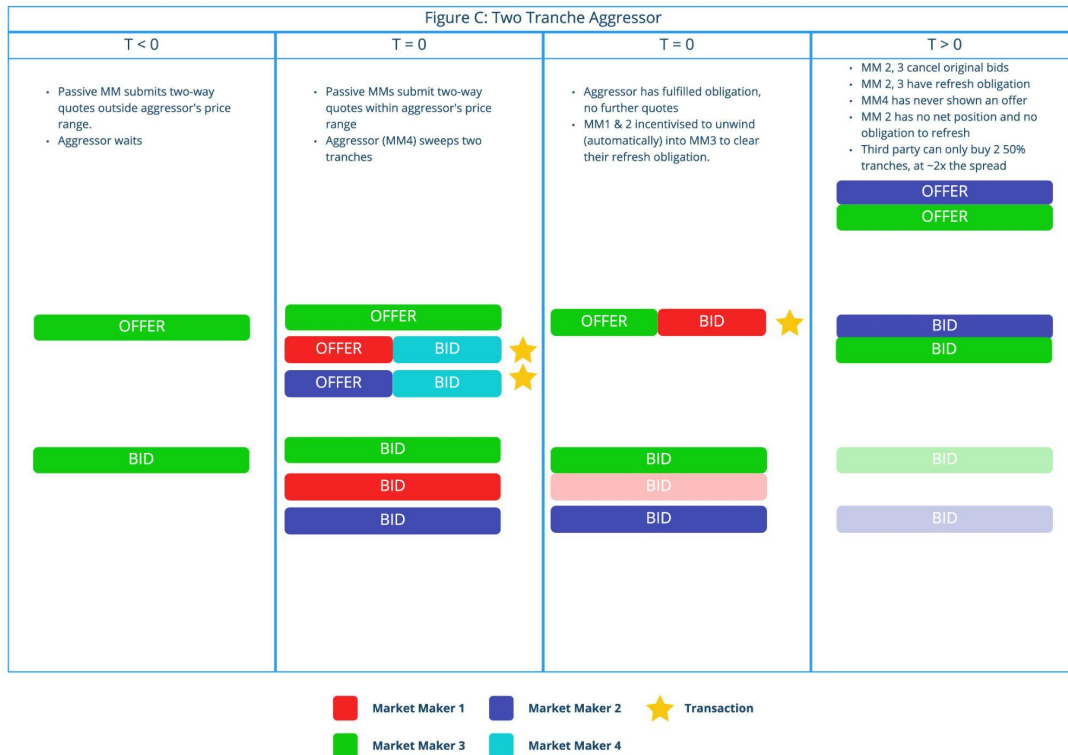 Figure C: Two Tranche Aggressor
T < 0
T = 0
T = 0
T > 0
• Passive MM submits two-way
quotes outside aggressor's price
range.
• Aggressor waits
• Passive MMs submit two-way
quotes within aggressor's price
range
• Aggressor (MM4) sweeps two
tranches
• Aggressor has fulfilled obligation,
no further quotes
• MM1 & 2 incentivised to unwind
(automatically) into MM3 to clear
their refresh obligation.
• MM 2, 3 cancel original bids
• MM 2, 3 have refresh obligation
• MM4 has never shown an offer
• MM 2 has no net position and no
obligation to refresh
• Third party can only buy 2 50%
tranches, at ~2x the spread
OFFER
BID
OFFER
OFFER BID
OFFER BID
BID
BID
BID
OFFER BID
BID
BID
BID
OFFER
OFFER
BID
BID
BID
BID
Market Maker 1
Market Maker 2
Transaction
Market Maker 3
Market Maker 4